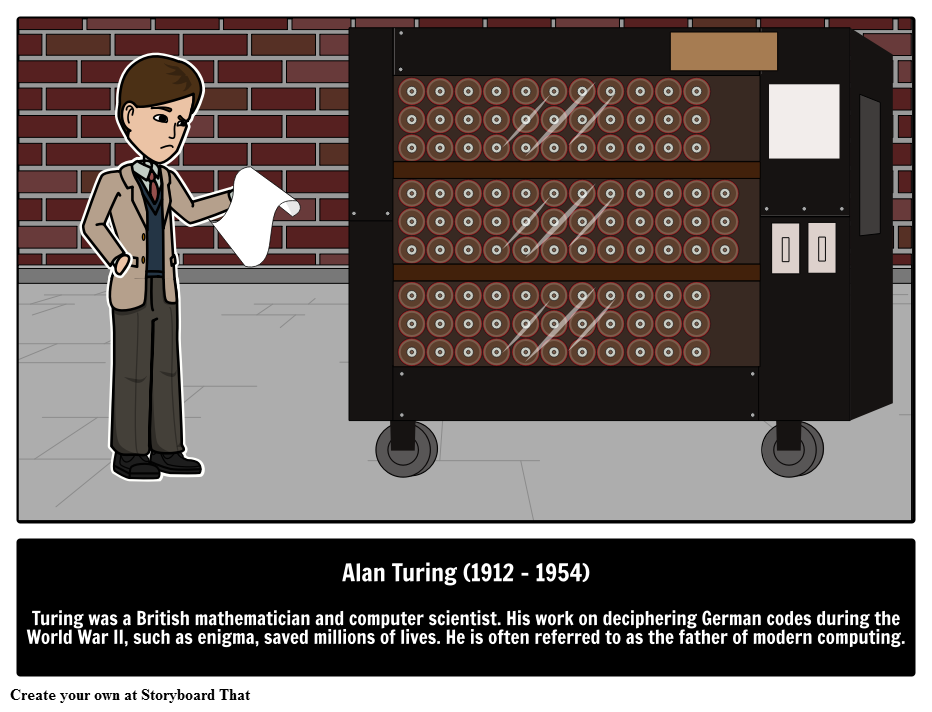 Alan Turing (1912 - 1954)
Turing was a British mathematician and computer scientist. His work on deciphering German codes during the
World War II, such as enigma, saved millions of lives. He is often referred to as the father of modern computing.
Create your own at Storyboard That